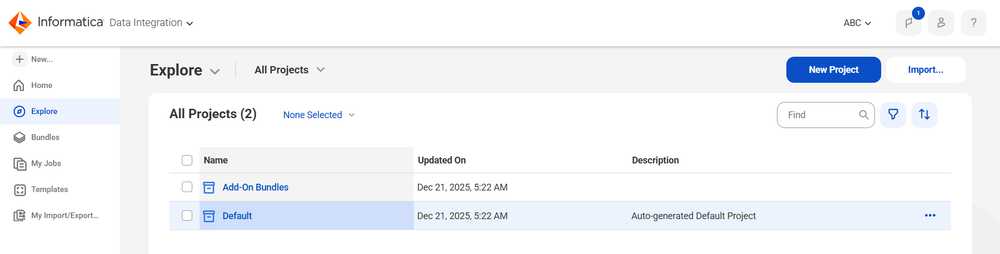 Informatica Data Integration
ABC
1
?
New...
Home
Explore
Bundles
My Jobs
Templates
My Import/Export...
Explore
All Projects
New Project
Import...
All Projects (2)
None Selected
Find
Name Updated On Description
Add-On Bundles Dec 21, 2025, 5:22 AM
Default Dec 21, 2025, 5:22 AM Auto-generated Default Project